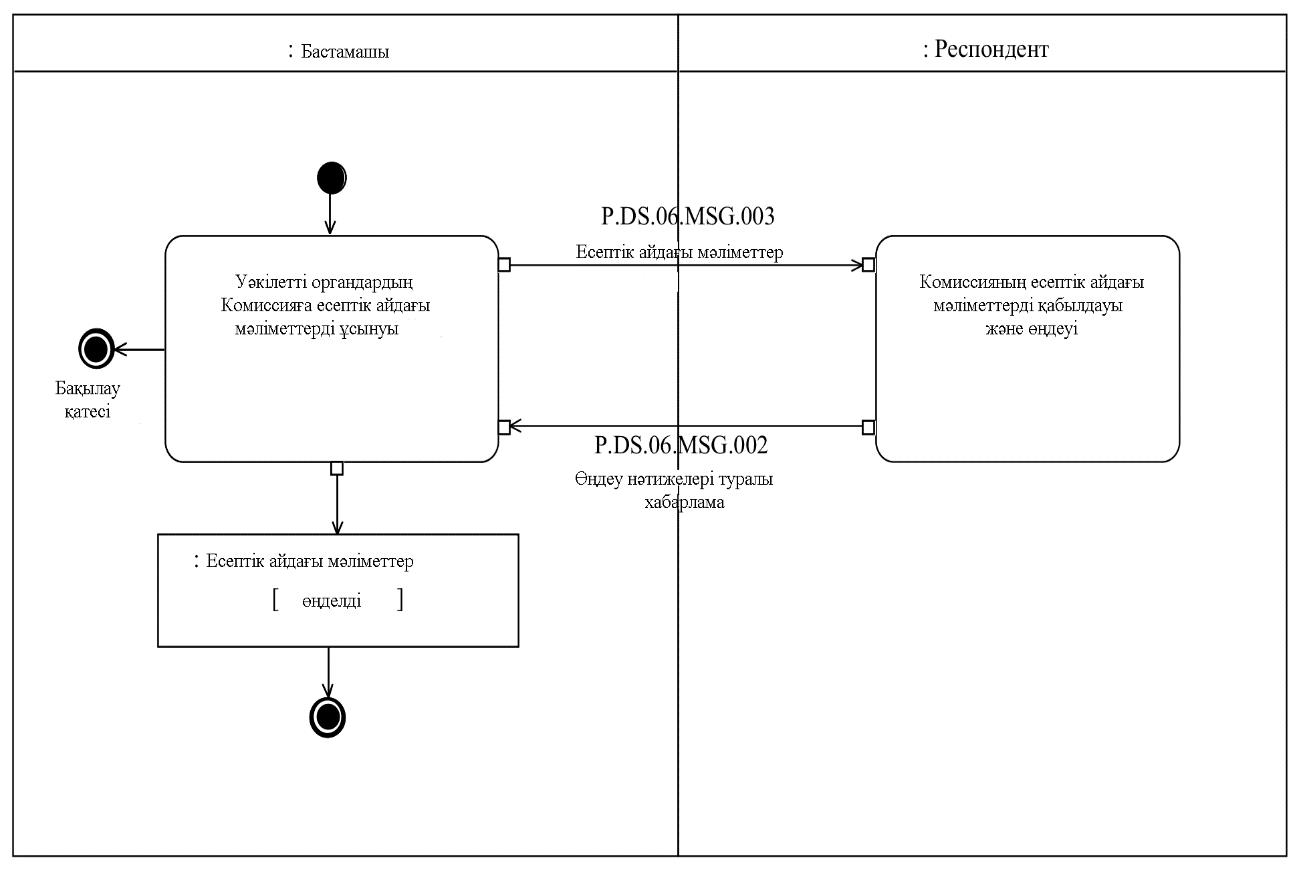 : Бастамашы
: Респондент
P.DS.06.MSG.003
Есептік айдағы мәліметтер
Уәкілетті органдардың
Комиссияға есептік айдағы
мәліметтерді ұсынуы
Комиссияның есептік айдағы
мәліметтерді қабылдауы
және өңдеуі
Бақылау
қатесі
P.DS.06.MSG.002
Өңдеу нәтижелері туралы
хабарлама
: Есептік айдағы мәліметтер
[ өңделді ]